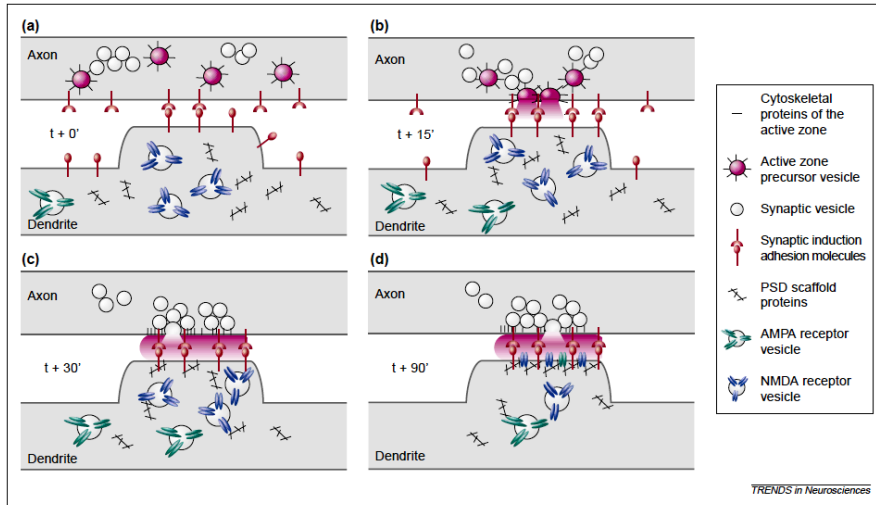 (a)
Axon
t + 0’
Dendrite
(b)
Axon
t + 15’
Dendrite
(c)
Axon
t + 30’
Dendrite
(d)
Axon
t + 90’
Dendrite
Cytoskeletal
proteins of the
active zone
Active zone
precursor vesicle
Synaptic vesicle
Synaptic induction
adhesion molecules
PSD scaffold
proteins
AMPA receptor
vesicle
NMDA receptor
vesicle
TRENDS in Neurosciences